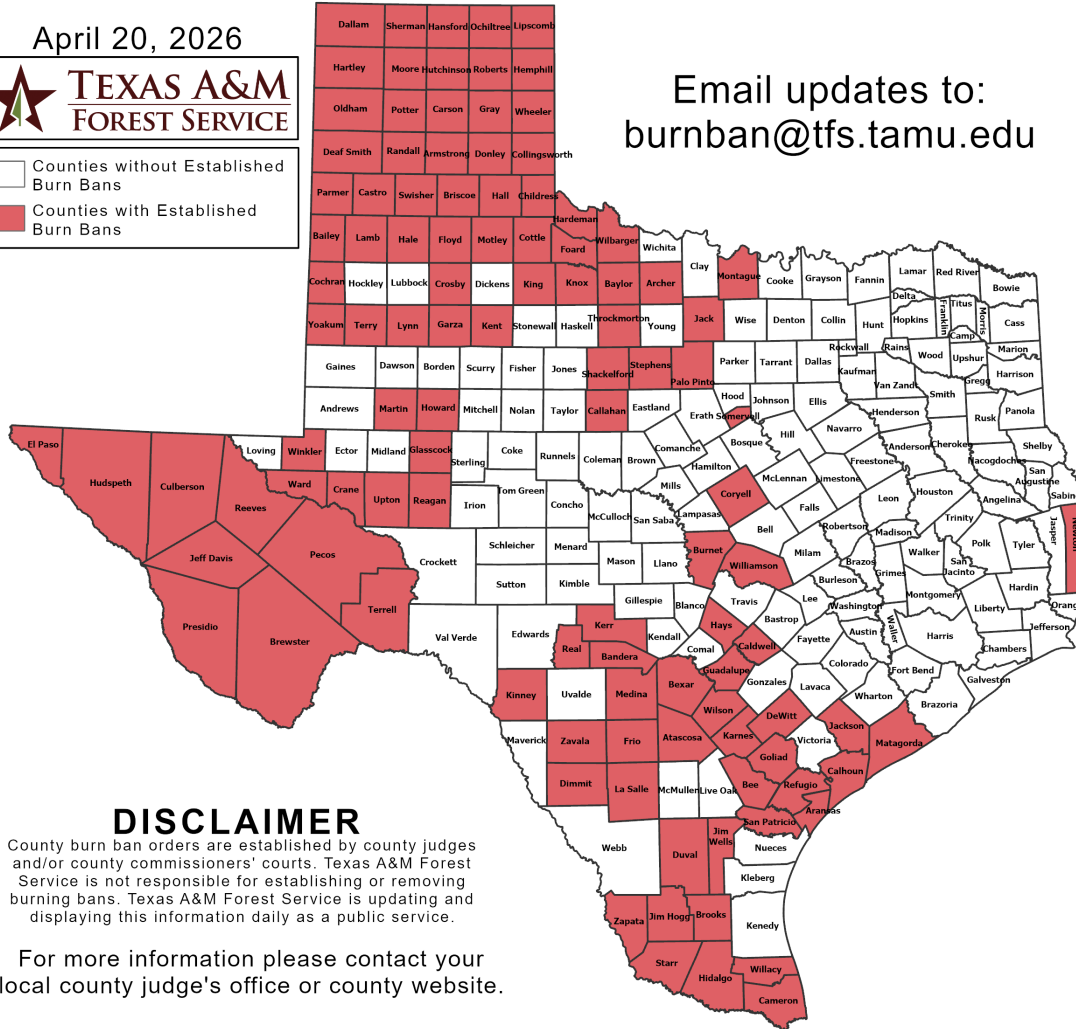 April 20, 2026
TEXAS A&M
FOREST SERVICE
Counties without Established
Burn Bans
Counties with Established
Burn Bans
Email updates to:
burnban@tfs.tamu.edu
Dallam Sherman Hansford Ochiltree Lipscomb
Hartley Moore Hutchinson Roberts Hemphill
Oldham Potter Carson Gray Wheeler
Deaf Smith Randall Armstrong Donley Collingsworth
Parmer Castro Swisher Briscoe Hall Childress
Hardeman
Bailey Lamb Hale Floyd Motley Cottle Foard Wilbarger Wichita
Clay Montague Cooke Grayson Fannin Lamar Red River Bowie
Cochran Hockley Lubbock Crosby Dickens King Knox Baylor Archer
Delta Franklin Titus Morris Cass
Yoakum Terry Lynn Garza Kent Stonewall Haskell Throckmorton Young Jack Wise Denton Collin Hunt Hopkins Camp
Rockwall Rains Wood Upshur Marion
Gaines Dawson Borden Scurry Fisher Jones Shackelford Stephens Palo Pinto Parker Tarrant Dallas Kaufman Van Zandt Gregg Harrison
Andrews Martin Howard Mitchell Nolan Taylor Callahan Eastland Erath Hood Somervell Johnson Ellis Henderson Smith Rusk Panola
El Paso Hudspeth Culberson Reeves Loving Winkler Ector Midland Glasscock Sterling Coke Runnels Coleman Brown Comanche Hamilton Bosque Hill Navarro Freestone Anderson Cherokee Nacogdoches Shelby
San
Augustine Sabin
Ward Crane Upton Reagan Irion Tom Green Concho McCulloch San Saba Mills Lampasas Coryell McLennan Limestone Falls Leon Houston Angelina
Jeff Davis Pecos Crockett Schleicher Menard Mason Llano Burnet Bell Williamson Milam Robertson Madison Trinity Polk Tyler Jasper Newton
Presidio Brewster Terrell Sutton Kimble Gillespie Blanco Travis Lee Burleson Brazos Grimes Walker San
Jacinto Hardin
Val Verde Edwards Real Kerr Bandera Kendall Comal Hays Caldwell Bastrop Fayette Washington Austin Waller Montgomery Liberty Harris Chambers Jefferson Orang
Kinney Uvalde Medina Bexar Guadalupe Gonzales Lavaca Colorado Wharton Fort Bend Brazoria Galveston
Maverick Zavala Frio Atascosa Wilson Karnes DeWitt Victoria Jackson Matagorda
Dimmit La Salle McMullen Live Oak Bee Goliad Refugio Calhoun Aransas
San Patricio
Webb Duval Jim
Wells Nueces
Kleberg
Zapata Jim Hogg Brooks Kenedy
Starr Hidalgo Willacy
Cameron
DISCLAIMER
County burn ban orders are established by county judges
and/or county commissioners' courts. Texas A&M Forest
Service is not responsible for establishing or removing
burning bans. Texas A&M Forest Service is updating and
displaying this information daily as a public service.
For more information please contact your
local county judge's office or county website.